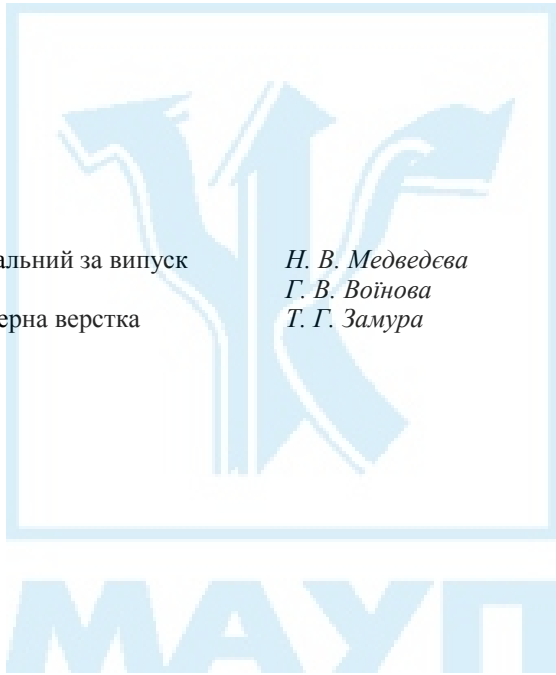 альний за випуск Н. В. Медведєва
Г. В. Воїнова
ерна верстка Т. Г. Замура
МАУП